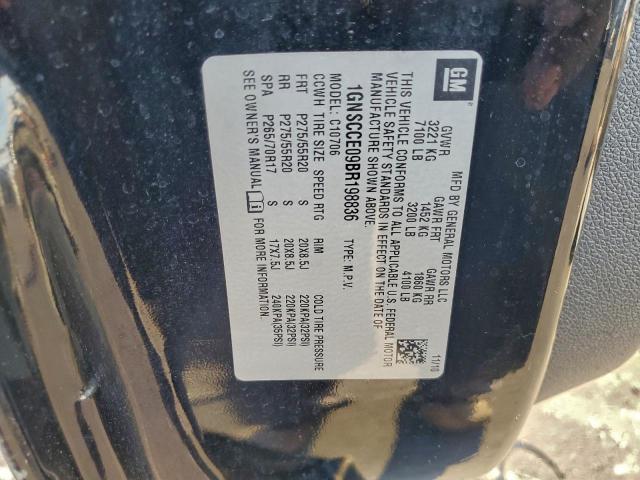 GM
MFD BY GENERAL MOTORS LLC 11/10
GVWR GAWR FRT GAWR RR
3221 KG 1452 KG 1860 KG
7100 LB 3200 LB 4100 LB
THIS VEHICLE CONFORMS TO ALL APPLICABLE U.S. FEDERAL MOTOR
VEHICLE SAFETY STANDARDS IN EFFECT ON THE DATE OF
MANUFACTURE SHOWN ABOVE.
1GNSCCE09BR198836 TYPE: M.P.V.
MODEL: C10706
CCWH TIRE SIZE SPEED RTG RIM COLD TIRE PRESSURE
FRT P275/55R20 S 20X8.5J 220KPA(32PSI)
RR P275/55R20 S 20X8.5J 220KPA(32PSI)
SPA P265/70R17 S 17X7.5J 240KPA(35PSI)
SEE OWNER'S MANUAL FOR MORE INFORMATION.